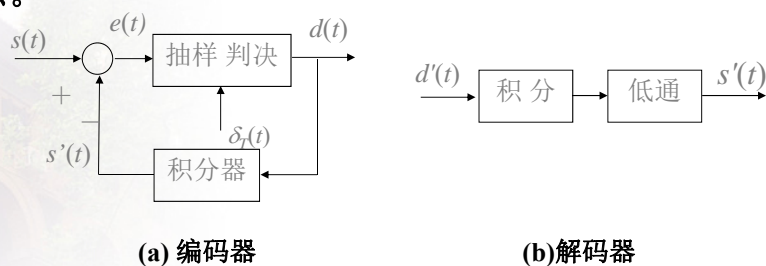 e(t)
d(t)
s(t)
抽样 判决
+
−
δT(t)
s’(t)
积分器
(a) 编码器
d'(t)
积 分
低通
s'(t)
(b)解码器